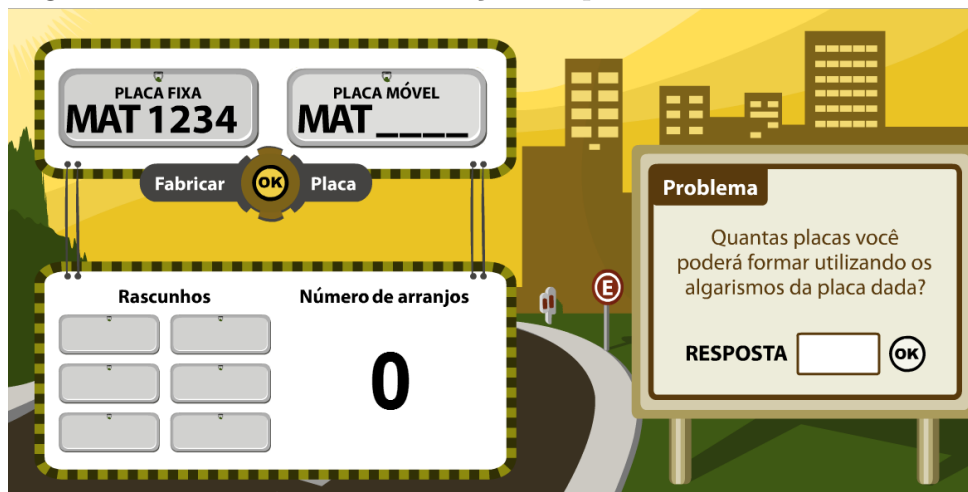 PLACA FIXA
MAT 1234
PLACA MÓVEL
MAT____
Fabricar OK Placa
Rascunhos
Número de arranjos
0
E
Problema
Quantas placas você
poderá formar utilizando os
algarismos da placa dada?
RESPOSTA OK